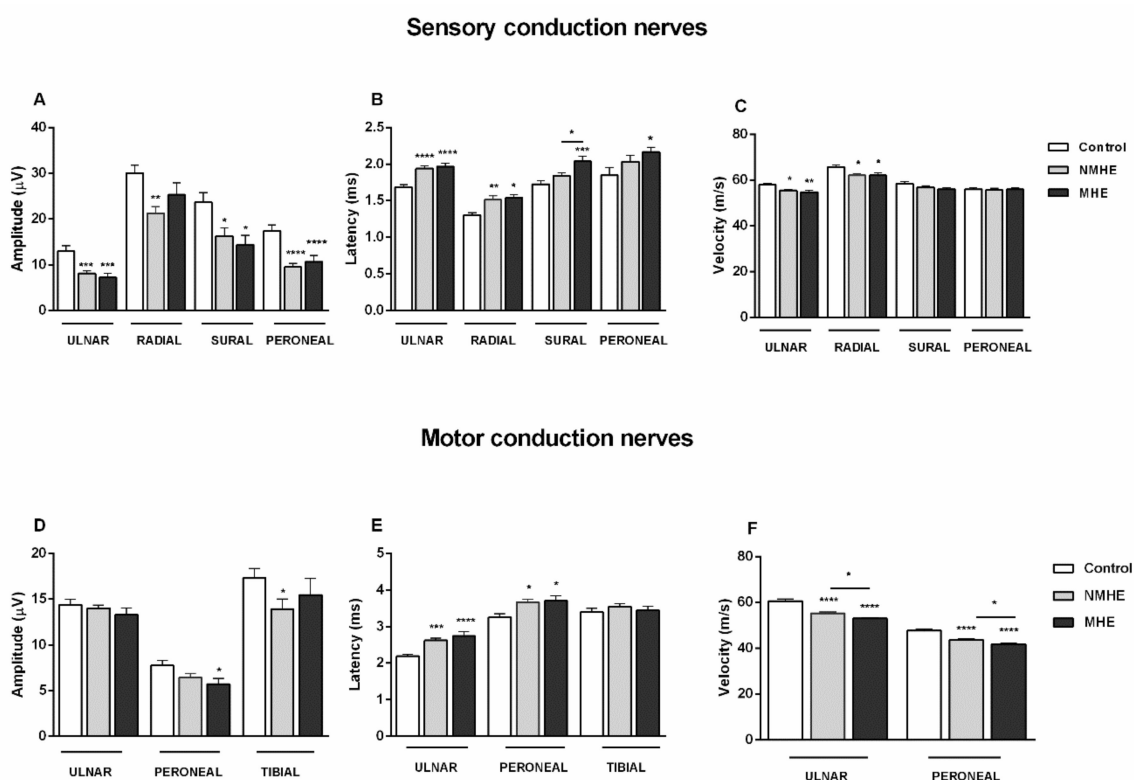 Sensory conduction nerves
A
Amplitude (µV)
40
30
20
10
0
***
***
**
*
*
****
****
ULNAR
RADIAL
SURAL
PERONEAL
B
Latency (ms)
2.5
2.0
1.5
1.0
0.5
0.0
****
****
**
*
*
***
*
ULNAR
RADIAL
SURAL
PERONEAL
C
Velocity (m/s)
80
60
40
20
0
*
**
*
*
ULNAR
RADIAL
SURAL
PERONEAL
Control
NMHE
MHE
Motor conduction nerves
D
Amplitude (µV)
20
15
10
5
0
*
*
ULNAR
PERONEAL
TIBIAL
E
Latency (ms)
5
4
3
2
1
0
***
****
*
*
ULNAR
PERONEAL
TIBIAL
F
Velocity (m/s)
80
60
40
20
0
*
****
****
*
****
****
ULNAR
PERONEAL
Control
NMHE
MHE